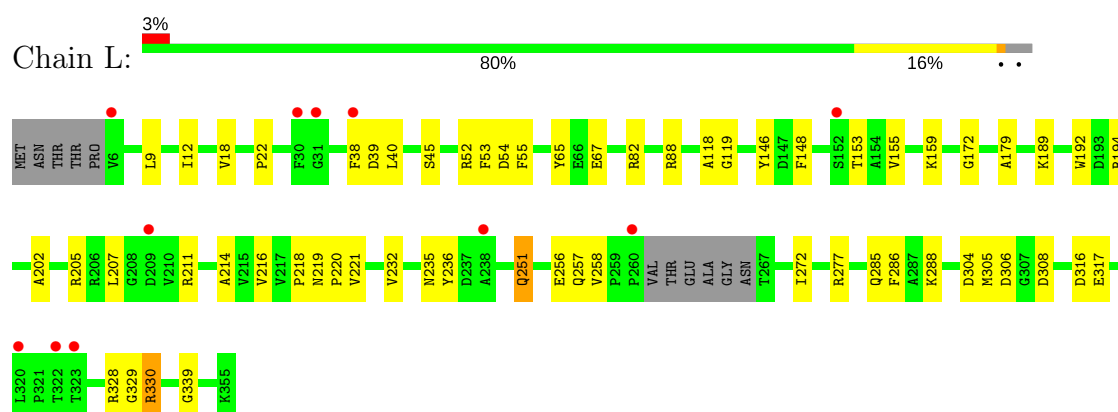 3%
Chain L:
80% 16% • •
MET ASN THR THR PRO V6 L9 I12 V18 P22 F30 G31 F38 D39 L40 S45 R52 F53 D54 F55 Y65 E66 E67 R82 R88 A118 G119 Y146 D147 F148 S152 T153 A154 V155 K159 G172 A179 K189 W192 D193
A202 R205 R206 L207 G208 D209 V210 R211 A214 V215 V216 V217 P218 N219 P220 V221 V232 N235 Y236 D237 A238 Q251 E256 Q257 V258 P259 P260 VAL THR GLU ALA GLY ASN T267 I272 R277 Q285 F286 A287 K288 D304 M305 D306 G307 D308 D316 E317
L320 P321 T322 T323 R328 G329 R330 G339 K355